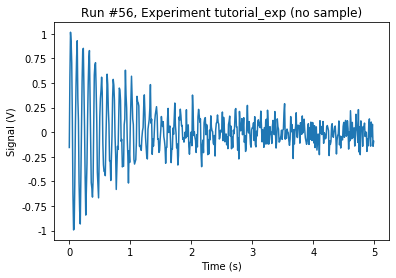 Run #56, Experiment tutorial_exp (no sample)
1
0.75
0.5
0.25
0
-0.25
-0.5
-0.75
-1
Signal (V)
0 1 2 3 4 5
Time (s)